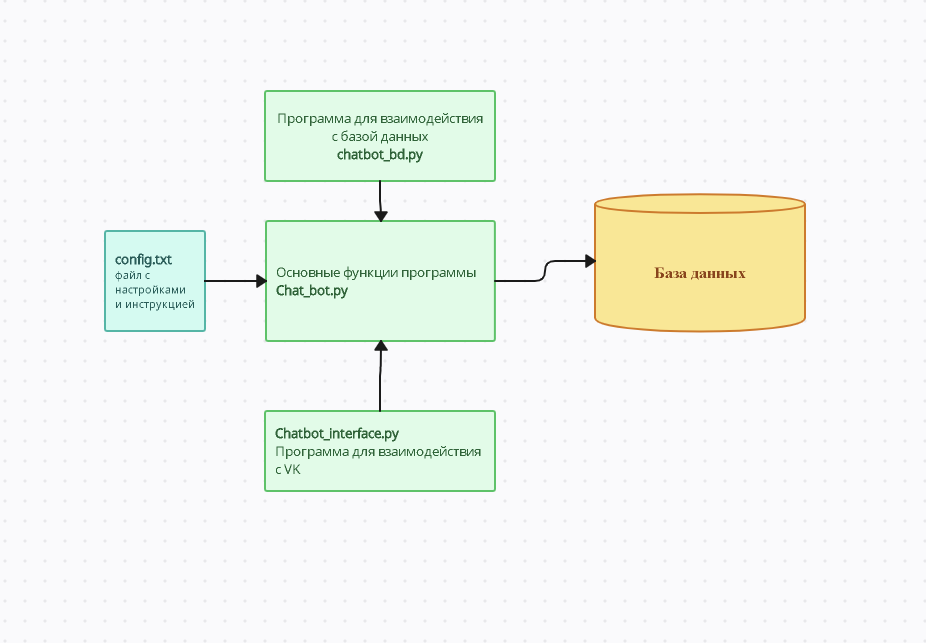 Программа для взаимодействия
с базой данных
chatbot_bd.py
config.txt
файл с
настройками
и инструкцией
Основные функции программы
Chat_bot.py
База данных
Chatbot_interface.py
Программа для взаимодействия
с VK